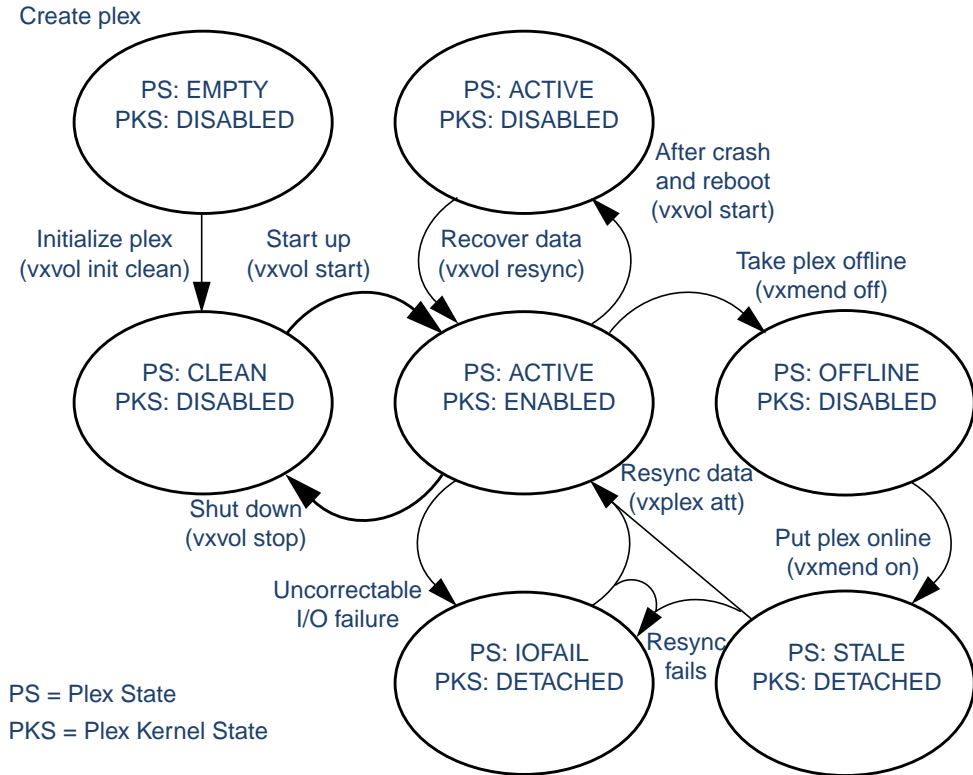 Create plex
PS: EMPTY
PKS: DISABLED
PS: ACTIVE
PKS: DISABLED
After crash
and reboot
(vxvol start)
Initialize plex
(vxvol init clean)
Start up
(vxvol start)
Recover data
(vxvol resync)
Take plex offline
(vxmend off)
PS: CLEAN
PKS: DISABLED
PS: ACTIVE
PKS: ENABLED
PS: OFFLINE
PKS: DISABLED
Shut down
(vxvol stop)
Resync data
(vxplex att)
Put plex online
(vxmend on)
Uncorrectable
I/O failure
PS: IOFAIL
PKS: DETACHED
Resync
fails
PS: STALE
PKS: DETACHED
PS = Plex State
PKS = Plex Kernel State